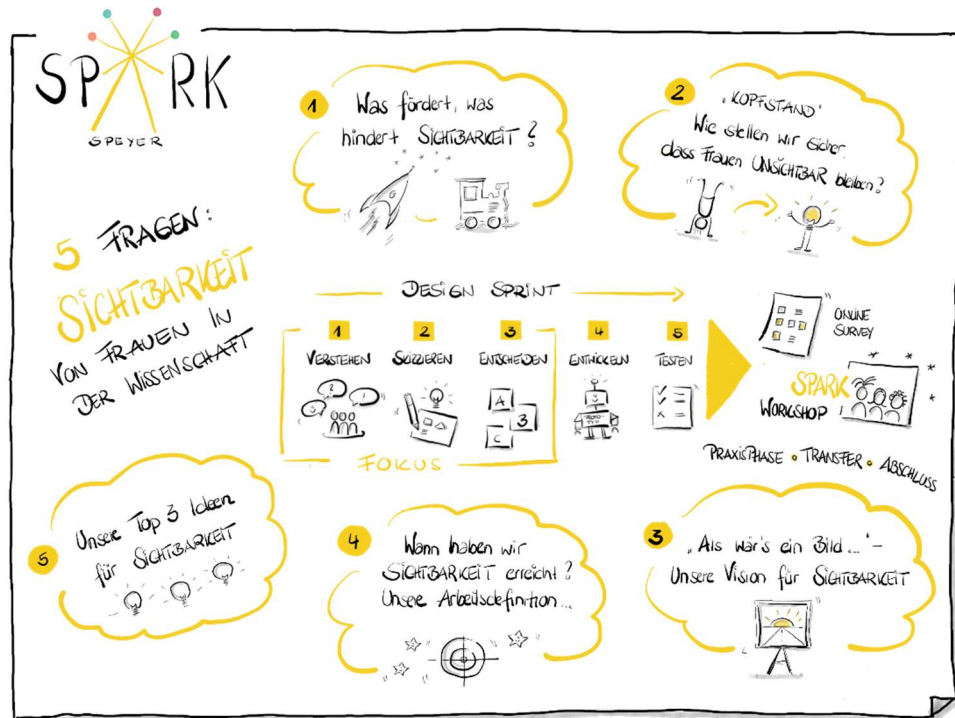 SPARK
SPEYER
5 FRAGEN:
SICHTBARKEIT
VON FRAUEN IN
DER WISSENSCHAFT
1
Was fördert, was
hindert SICHTBARKEIT?
2
„KOPFSTAND"
Wie stellen wir sicher,
dass Frauen UNSICHTBAR bleiben?
DESIGN SPRINT
1 2 3 4 5
VERSTEHEN SKIZZIEREN ENTSCHEIDEN ENTWICKELN TESTEN
A
3
C
FOKUS
ONLINE
SURVEY
SPARK
WORKSHOP
PRAXISPHASE • TRANSFER • ABSCHLUSS
3
„Als wär's ein Bild..." –
Unsere Vision für SICHTBARKEIT
4
Wann haben wir
SICHTBARKEIT erreicht?
Unsere Arbeitsdefinition...
5
Unsere Top 3 Ideen
für SICHTBARKEIT